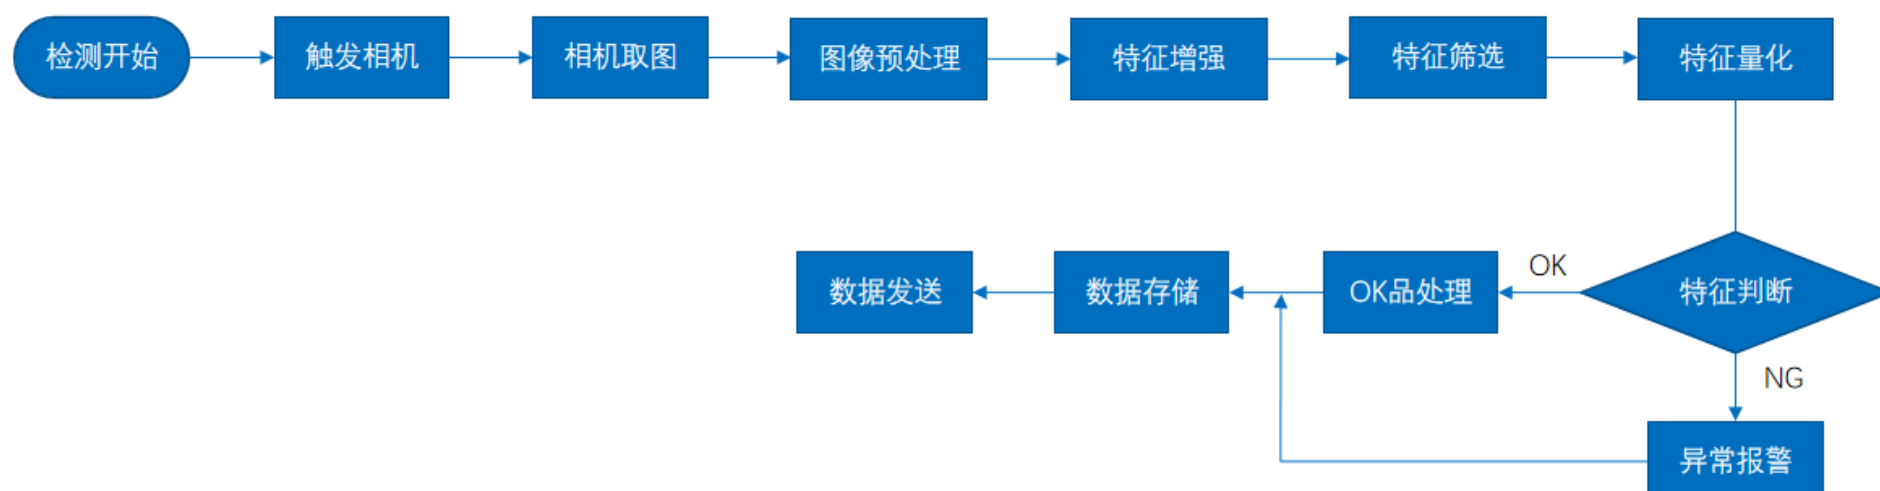 检测开始
触发相机
相机取图
图像预处理
特征增强
特征筛选
特征量化
特征判断
OK
OK品处理
数据存储
数据发送
NG
异常报警